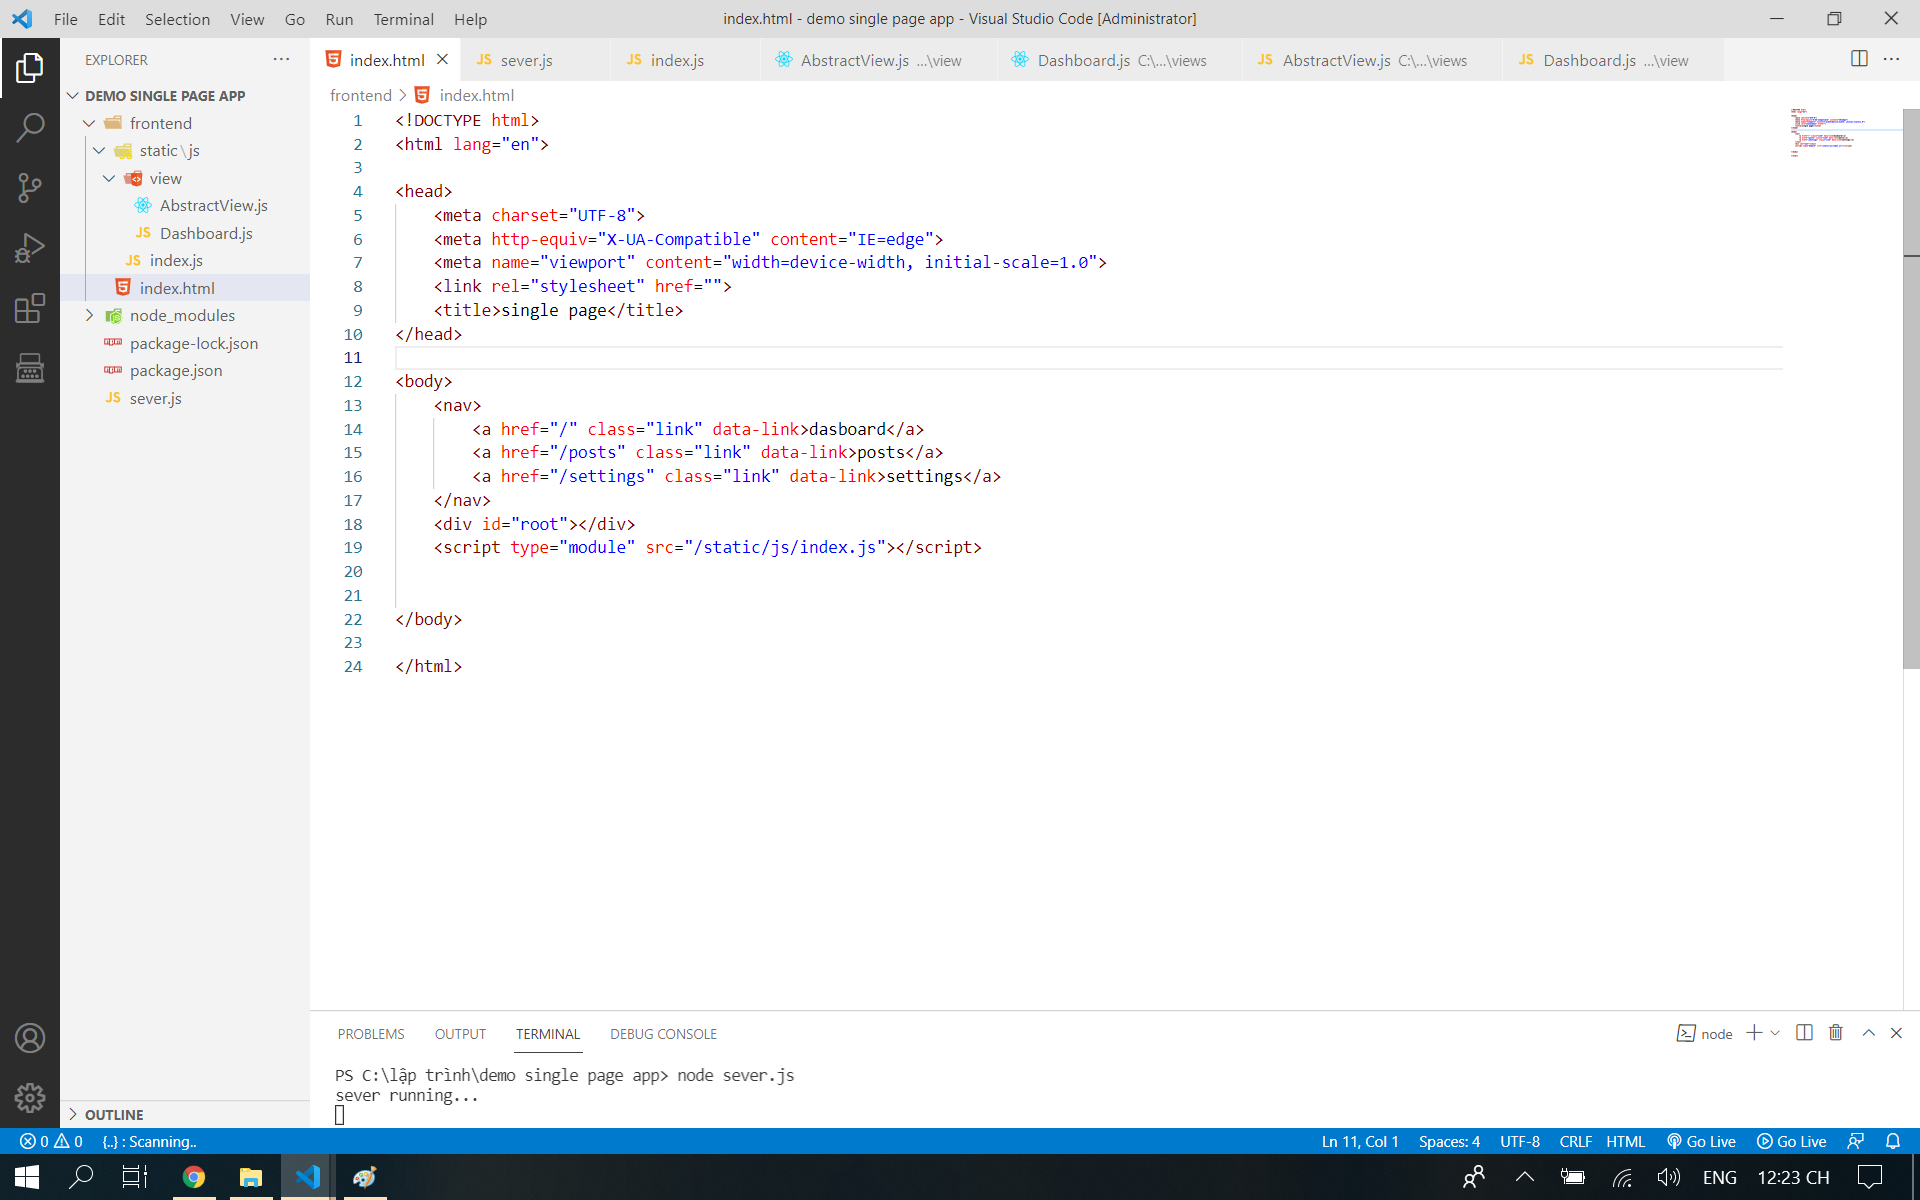 File Edit Selection View Go Run Terminal Help
index.html - demo single page app - Visual Studio Code [Administrator]
EXPLORER
DEMO SINGLE PAGE APP
frontend
static\js
view
AbstractView.js
JS Dashboard.js
JS index.js
index.html
node_modules
package-lock.json
package.json
JS sever.js
OUTLINE
index.html
JS sever.js
JS index.js
AbstractView.js ...\view
Dashboard.js C:\...\views
JS AbstractView.js C:\...\views
JS Dashboard.js ...\view
frontend > index.html
1 <!DOCTYPE html>
2 <html lang="en">
3
4 <head>
5 <meta charset="UTF-8">
6 <meta http-equiv="X-UA-Compatible" content="IE=edge">
7 <meta name="viewport" content="width=device-width, initial-scale=1.0">
8 <link rel="stylesheet" href="">
9 <title>single page</title>
10 </head>
11
12 <body>
13 <nav>
14 <a href="/" class="link" data-link>dasboard</a>
15 <a href="/posts" class="link" data-link>posts</a>
16 <a href="/settings" class="link" data-link>settings</a>
17 </nav>
18 <div id="root"></div>
19 <script type="module" src="/static/js/index.js"></script>
20
21
22 </body>
23
24 </html>
PROBLEMS OUTPUT TERMINAL DEBUG CONSOLE
node
PS C:\lập trình\demo single page app> node sever.js
sever running...
0 0 {..} : Scanning..
Ln 11, Col 1 Spaces: 4 UTF-8 CRLF HTML Go Live Go Live
ENG 12:23 CH